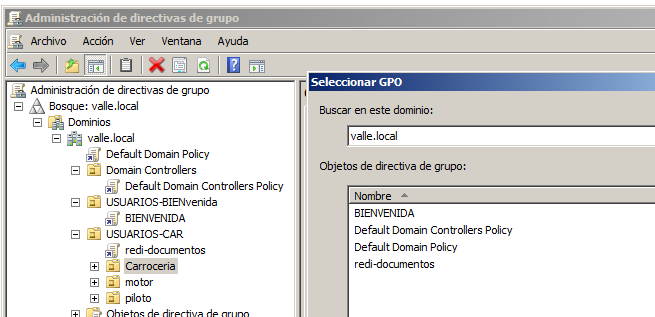 Administración de directivas de grupo
Archivo Acción Ver Ventana Ayuda
Administración de directivas de grupo
Bosque: valle.local
Dominios
valle.local
Default Domain Policy
Domain Controllers
Default Domain Controllers Policy
USUARIOS-BIENvenida
BIENVENIDA
USUARIOS-CAR
redi-documentos
Carroceria
motor
piloto
Objetos de directiva de grupo
Seleccionar GPO
Buscar en este dominio:
valle.local
Objetos de directiva de grupo:
Nombre
BIENVENIDA
Default Domain Controllers Policy
Default Domain Policy
redi-documentos